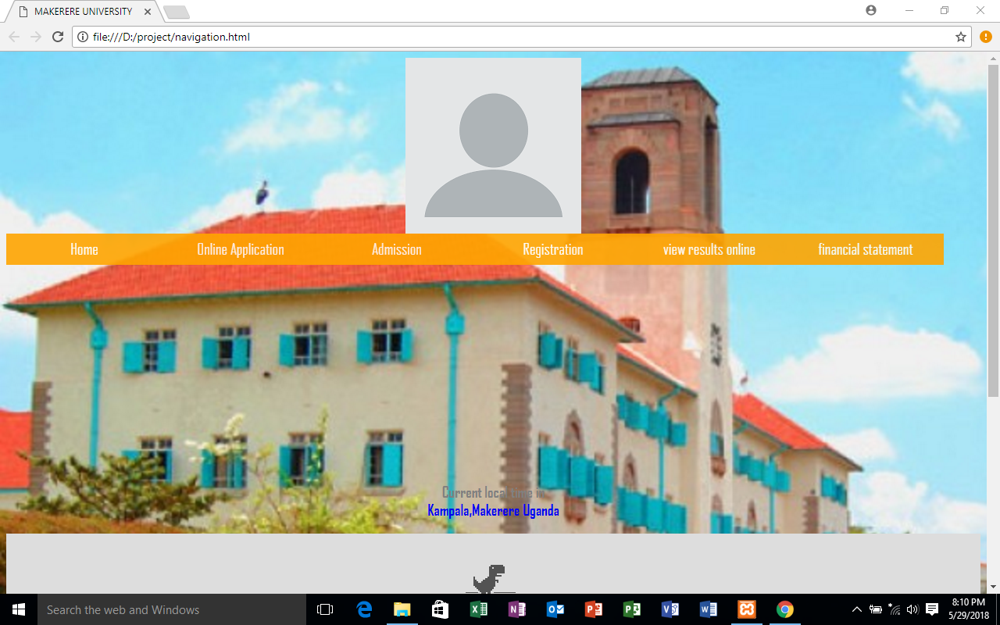 MAKERERE UNIVERSITY
file:///D:/project/navigation.html
Home Online Application Admission Registration view results online financial statement
Current local time in
Kampala,Makerere Uganda
Search the web and Windows
8:10 PM
5/29/2018